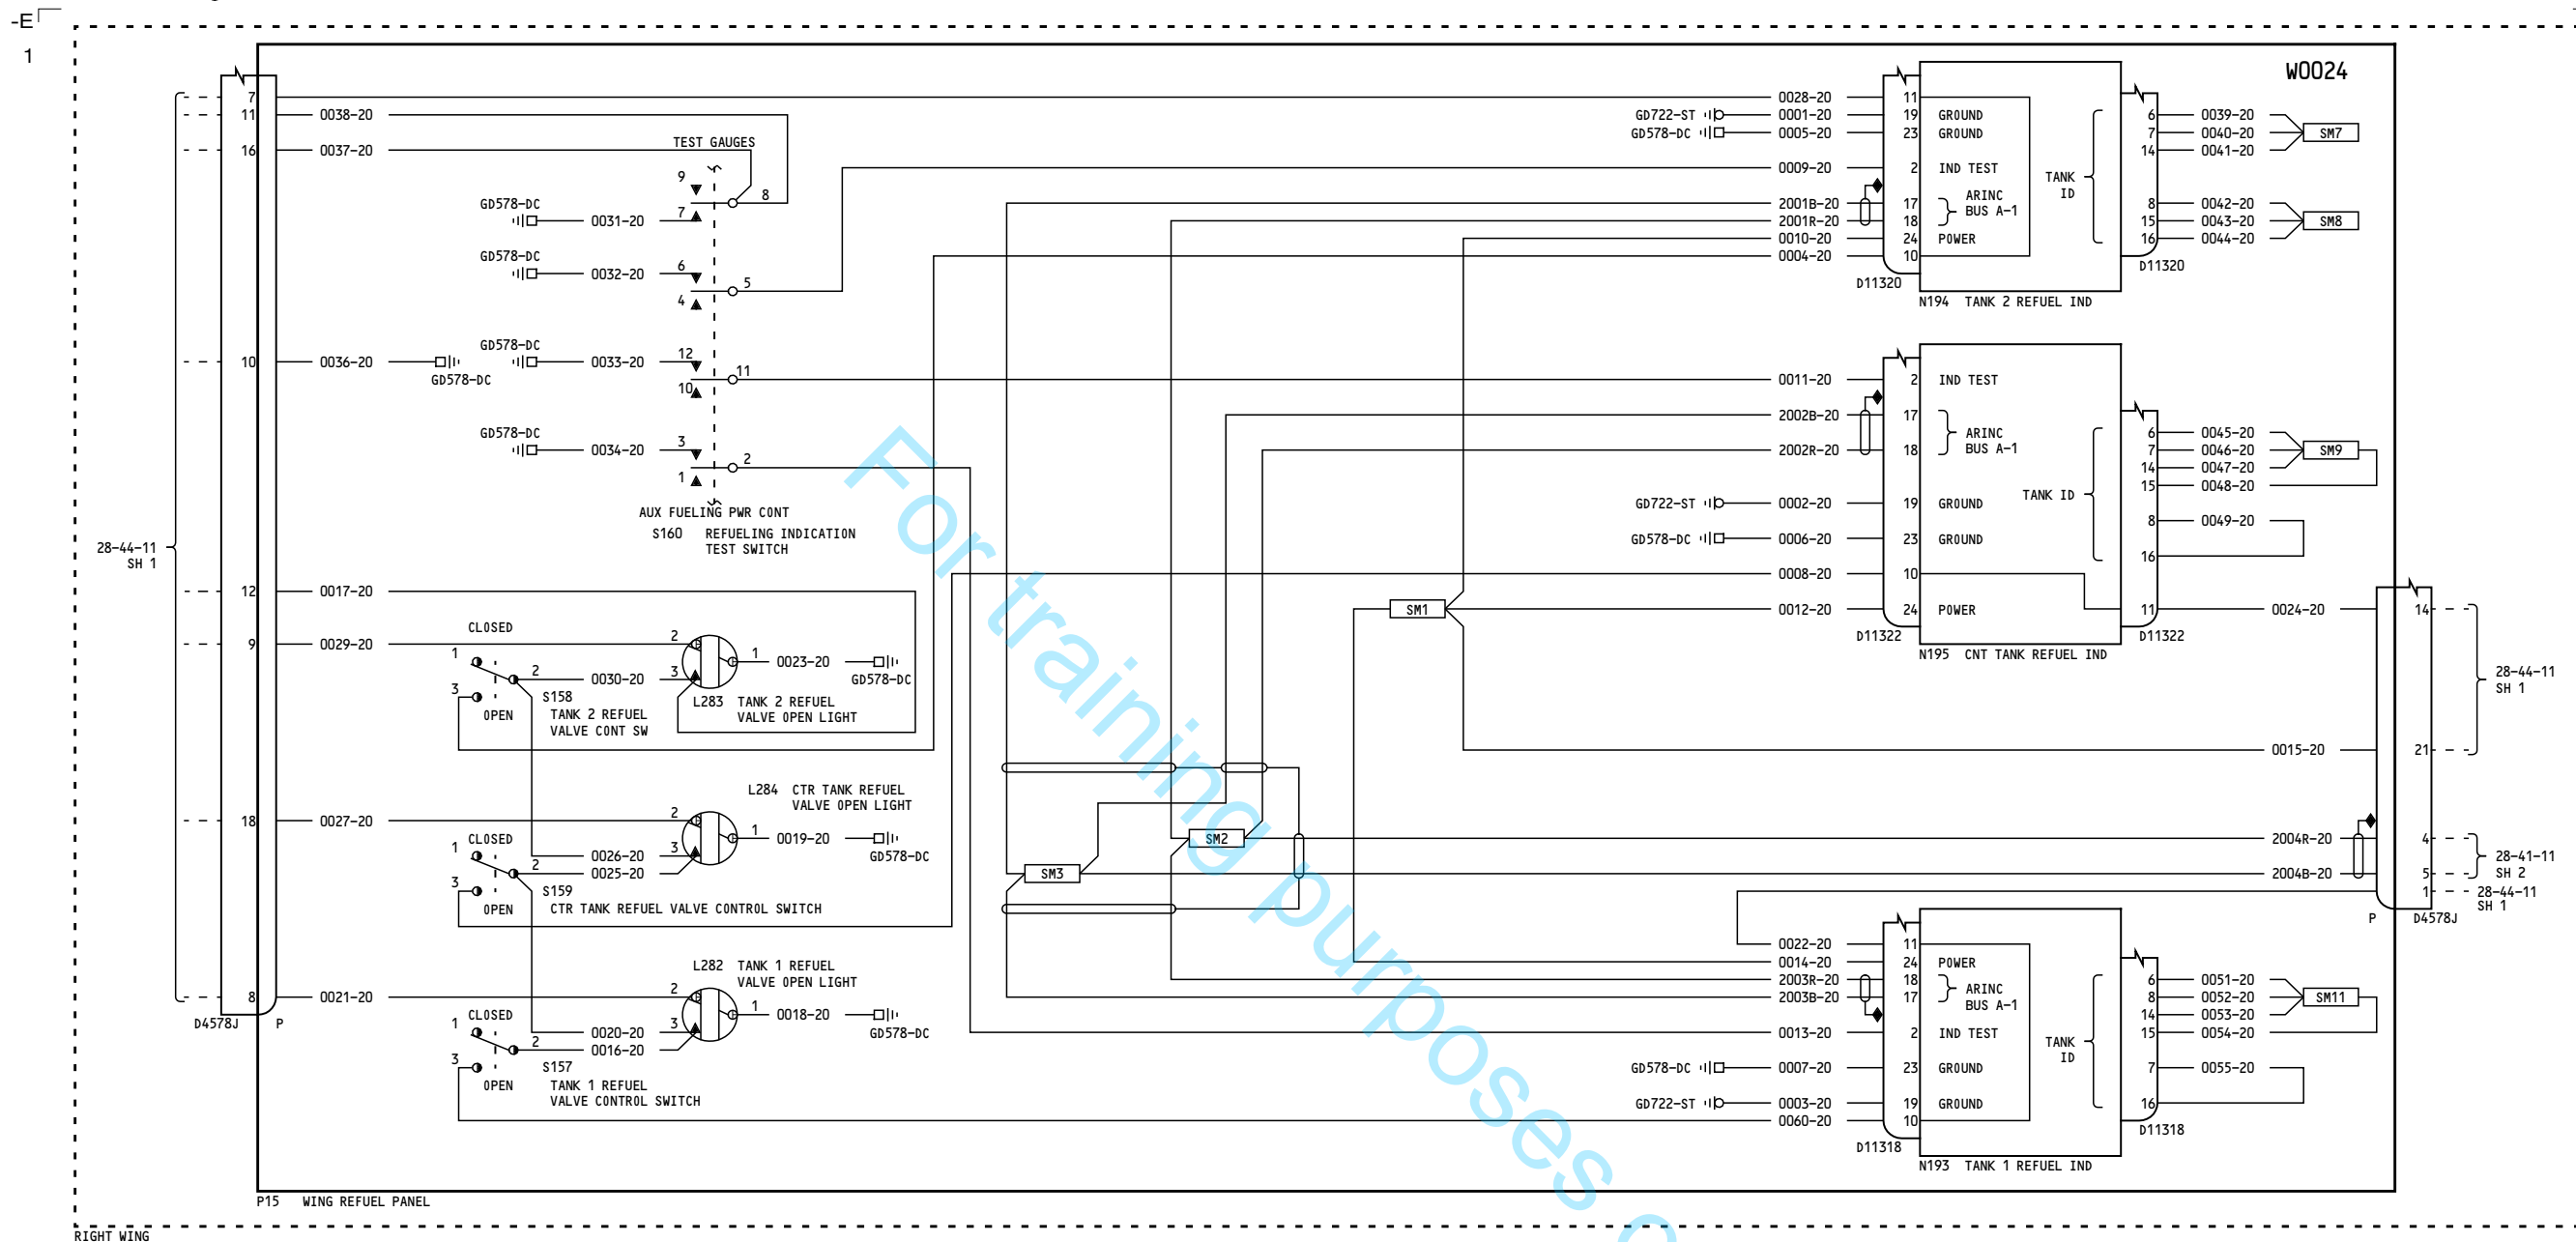 -E
1
W0024
7
11
16
10
12
9
18
8
0038-20
0037-20
0036-20
GD578-DC
0017-20
0029-20
0027-20
0021-20
28-44-11
SH 1
D4578J
P
TEST GAUGES
9
8
7
GD578-DC
0031-20
6
5
4
GD578-DC
0032-20
12
11
10
GD578-DC
0033-20
3
2
1
GD578-DC
0034-20
AUX FUELING PWR CONT
S160 REFUELING INDICATION
TEST SWITCH
CLOSED
1
2
3
OPEN
0030-20
S158
TANK 2 REFUEL
VALVE CONT SW
2
3
1
0023-20
GD578-DC
L283 TANK 2 REFUEL
VALVE OPEN LIGHT
L284 CTR TANK REFUEL
VALVE OPEN LIGHT
CLOSED
1
2
3
OPEN
0026-20
0025-20
S159
CTR TANK REFUEL VALVE CONTROL SWITCH
2
3
1
0019-20
GD578-DC
L282 TANK 1 REFUEL
VALVE OPEN LIGHT
CLOSED
1
2
3
OPEN
0020-20
0016-20
S157
TANK 1 REFUEL
VALVE CONTROL SWITCH
2
3
1
0018-20
GD578-DC
SM1
SM2
SM3
0028-20
GD722-ST
0001-20
GD578-DC
0005-20
0009-20
2001B-20
2001R-20
0010-20
0004-20
11
19 GROUND
23 GROUND
2 IND TEST
17
18
ARINC
BUS A-1
24 POWER
10
D11320
TANK
ID
6 0039-20
7 0040-20
14 0041-20
SM7
8 0042-20
15 0043-20
16 0044-20
SM8
D11320
N194 TANK 2 REFUEL IND
0011-20
2002B-20
2002R-20
GD722-ST
0002-20
GD578-DC
0006-20
0008-20
0012-20
2 IND TEST
17
18
ARINC
BUS A-1
19 GROUND
23 GROUND
10
24 POWER
D11322
TANK ID
6 0045-20
7 0046-20
14 0047-20
15 0048-20
SM9
8 0049-20
16
11 0024-20
D11322
N195 CNT TANK REFUEL IND
0015-20
2004R-20
2004B-20
14
21
28-44-11
SH 1
4
5
28-41-11
SH 2
1
28-44-11
SH 1
P
D4578J
0022-20
0014-20
2003R-20
2003B-20
0013-20
GD578-DC
0007-20
GD722-ST
0003-20
0060-20
11
24 POWER
18
17
ARINC
BUS A-1
2 IND TEST
23 GROUND
19 GROUND
10
D11318
TANK
ID
6 0051-20
8 0052-20
14 0053-20
15 0054-20
SM11
7 0055-20
16
D11318
N193 TANK 1 REFUEL IND
P15 WING REFUEL PANEL
RIGHT WING
For training purposes